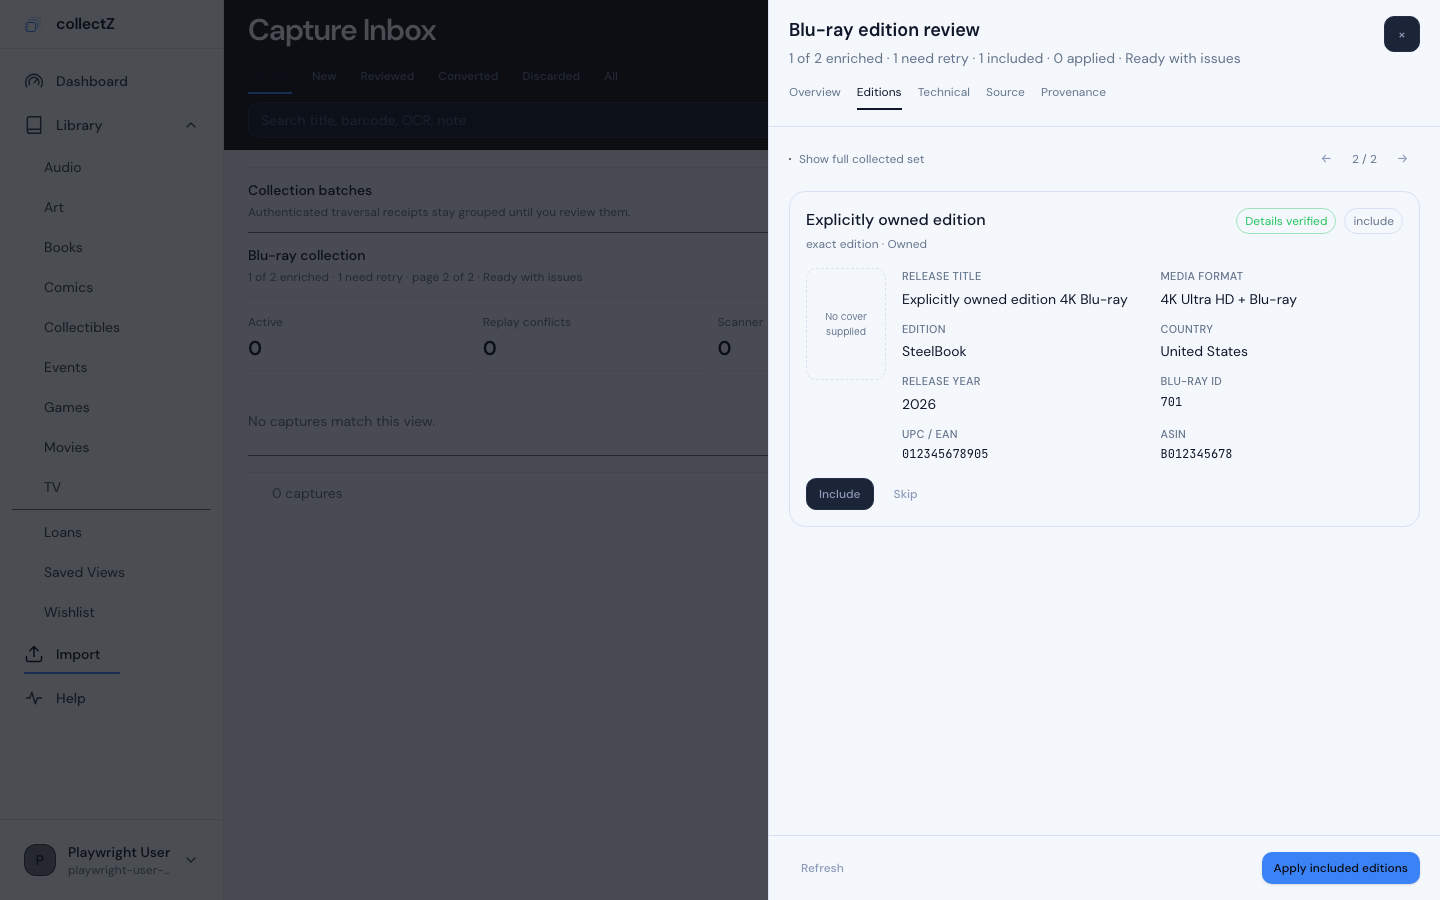 collectZ
Dashboard
Library
Audio
Art
Books
Comics
Collectibles
Events
Games
Movies
TV
Loans
Saved Views
Wishlist
Import
Help
P
Playwright User
playwright-user-...
Capture Inbox
New Reviewed Converted Discarded All
Search title, barcode, OCR, note
Collection batches
Authenticated traversal receipts stay grouped until you review them.
Blu-ray collection
1 of 2 enriched · 1 need retry · page 2 of 2 · Ready with issues
Active Replay conflicts Scanner
0 0 0
No captures match this view.
0 captures
Blu-ray edition review
×
1 of 2 enriched · 1 need retry · 1 included · 0 applied · Ready with issues
Overview Editions Technical Source Provenance
· Show full collected set
← 2 / 2 →
Explicitly owned edition
Details verified include
exact edition · Owned
No cover
supplied
RELEASE TITLE MEDIA FORMAT
Explicitly owned edition 4K Blu-ray 4K Ultra HD + Blu-ray
EDITION COUNTRY
SteelBook United States
RELEASE YEAR BLU-RAY ID
2026 701
UPC / EAN ASIN
012345678905 B012345678
Include Skip
Refresh Apply included editions